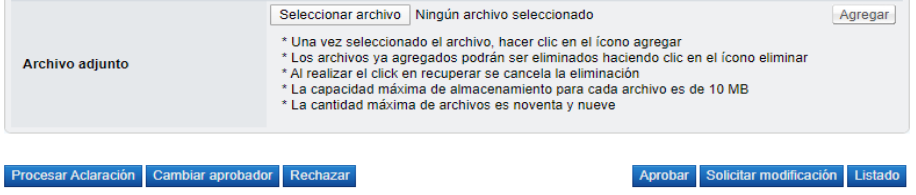 Seleccionar archivo Ningún archivo seleccionado Agregar
Archivo adjunto
* Una vez seleccionado el archivo, hacer clic en el ícono agregar
* Los archivos ya agregados podrán ser eliminados haciendo clic en el ícono eliminar
* Al realizar el click en recuperar se cancela la eliminación
* La capacidad máxima de almacenamiento para cada archivo es de 10 MB
* La cantidad máxima de archivos es noventa y nueve
Procesar Aclaración Cambiar aprobador Rechazar Aprobar Solicitar modificación Listado